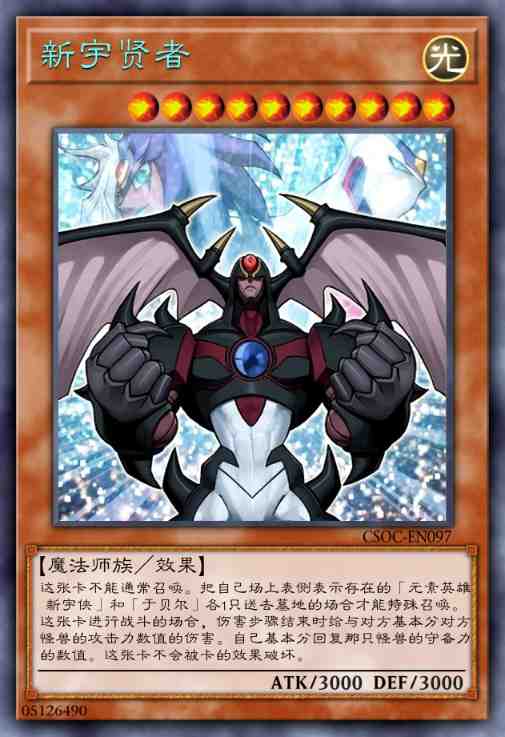 新宇贤者
光
CSOC-EN097
【魔法师族／效果】
这张卡不能通常召唤。把自己场上表侧表示存在的「元素英雄
新宇侠」和「于贝尔」各1只送去墓地的场合才能特殊召唤。
这张卡进行战斗的场合，伤害步骤结束时给与对方基本分对方
怪兽的攻击力数值的伤害。自己基本分回复那只怪兽的守备力
的数值。这张卡不会被卡的效果破坏。
ATK/3000 DEF/3000
05126490